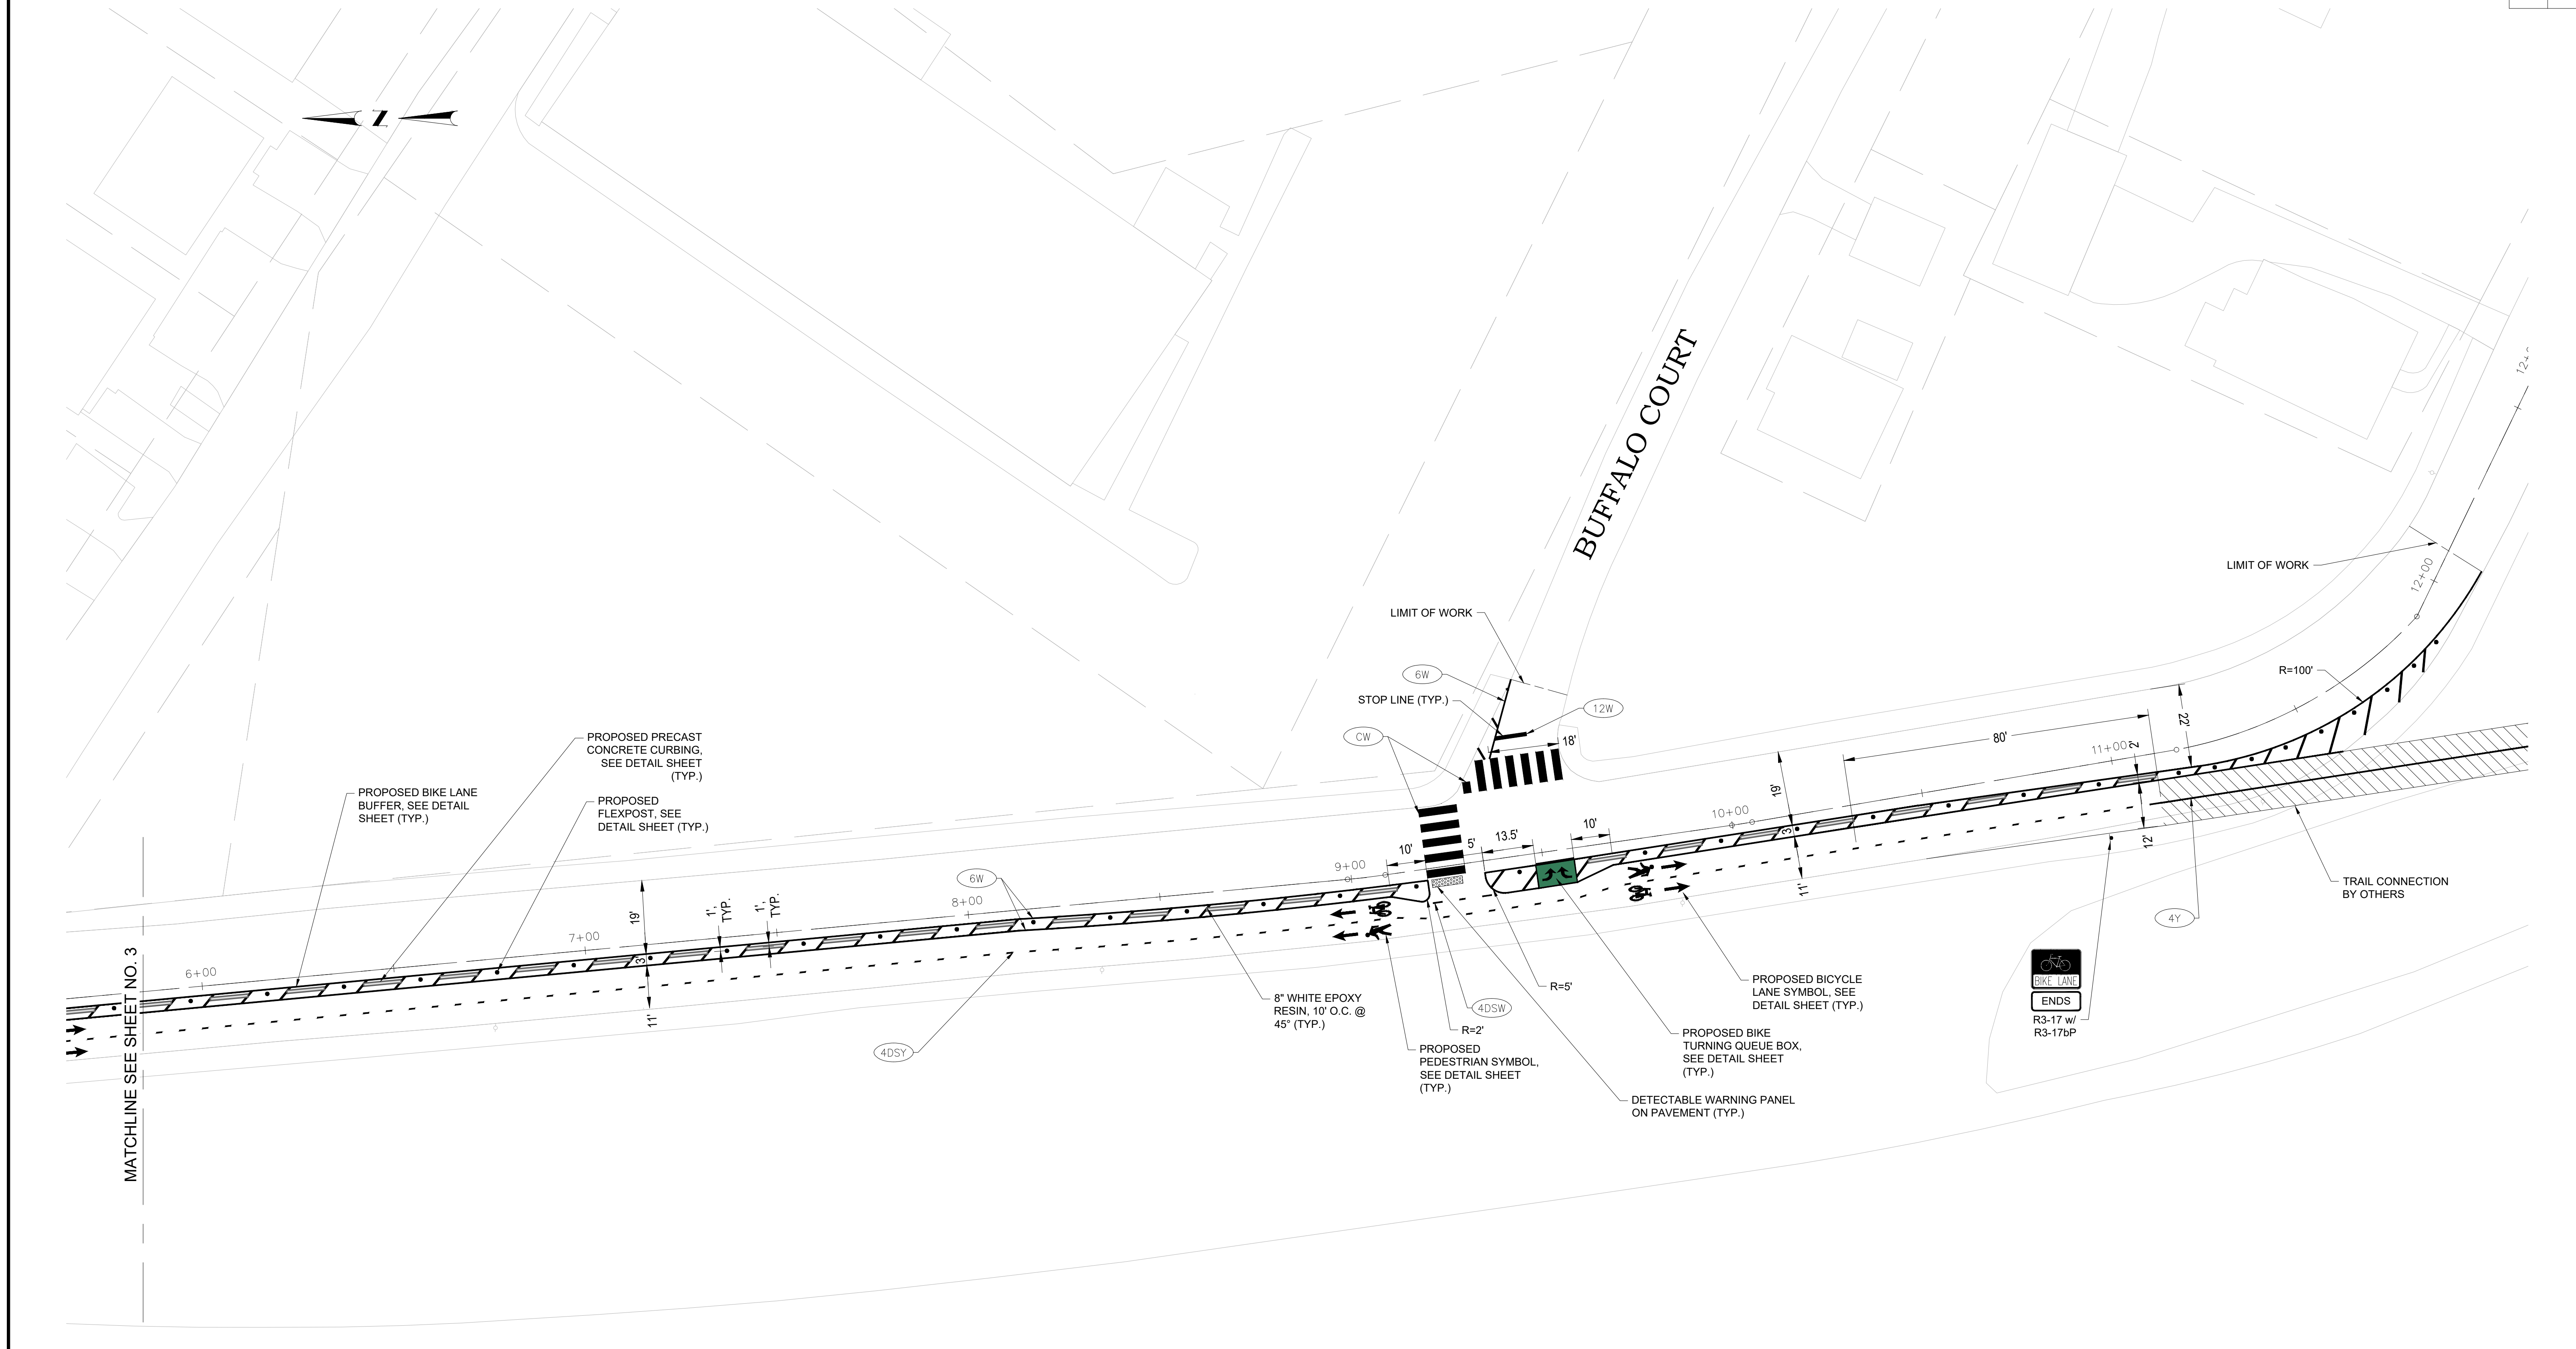 N
BUFFALO COURT
LIMIT OF WORK
12+00
12+
LIMIT OF WORK
6W
STOP LINE (TYP.)
12W
CW
18'
R=100'
22'
80'
11+00
2'
19'
10+00
3'
12'
11'
PROPOSED PRECAST
CONCRETE CURBING,
SEE DETAIL SHEET
(TYP.)
PROPOSED BIKE LANE
BUFFER, SEE DETAIL
SHEET (TYP.)
PROPOSED
FLEXPOST, SEE
DETAIL SHEET (TYP.)
10'
5'
13.5'
10'
9+00
6W
8+00
19'
1',
TYP.
1',
TYP.
7+00
3'
6+00
11'
MATCHLINE SEE SHEET NO. 3
4DSY
8" WHITE EPOXY
RESIN, 10' O.C. @
45° (TYP.)
R=5'
4DSW
R=2'
PROPOSED
PEDESTRIAN SYMBOL,
SEE DETAIL SHEET
(TYP.)
PROPOSED BICYCLE
LANE SYMBOL, SEE
DETAIL SHEET (TYP.)
PROPOSED BIKE
TURNING QUEUE BOX,
SEE DETAIL SHEET
(TYP.)
DETECTABLE WARNING PANEL
ON PAVEMENT (TYP.)
TRAIL CONNECTION
BY OTHERS
4Y
BIKE LANE
ENDS
R3-17 w/
R3-17bP